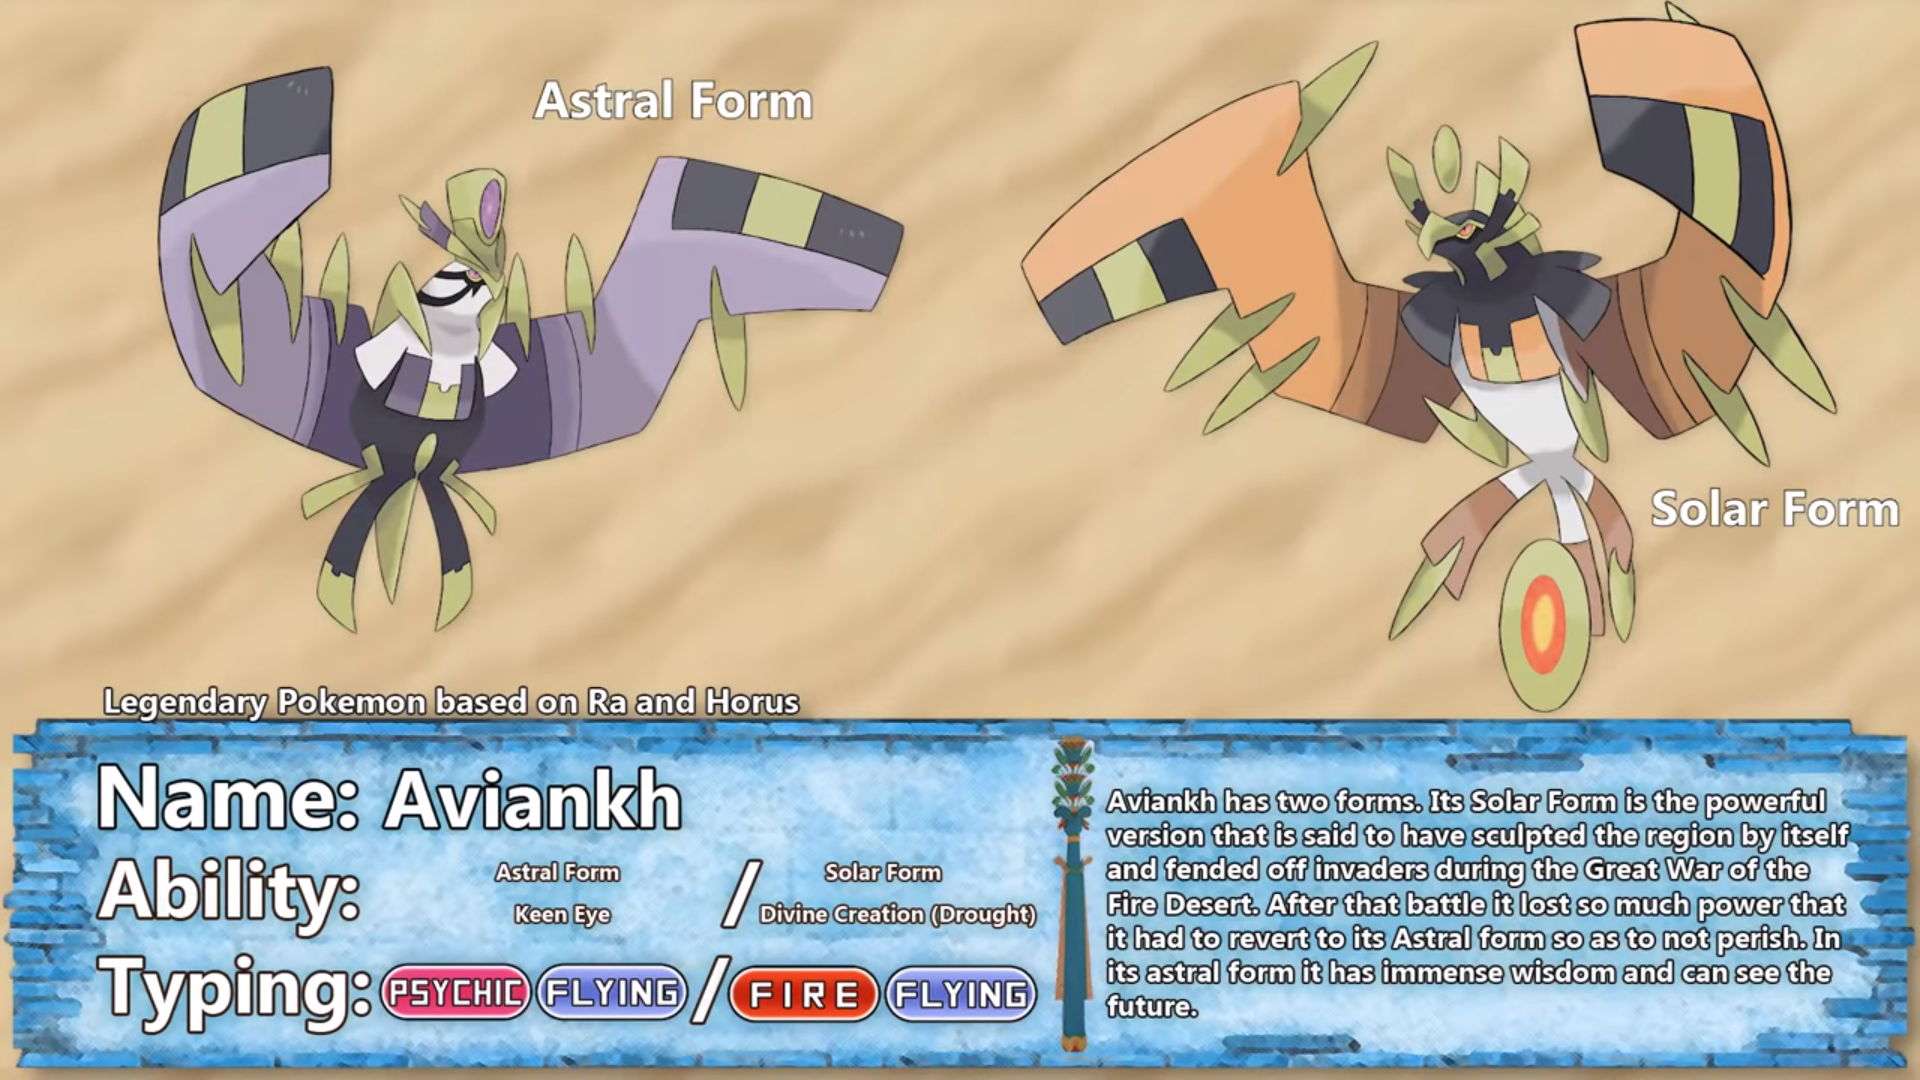 Astral Form
Solar Form
Legendary Pokemon based on Ra and Horus
Name: Aviankh
Ability:
Astral Form
Keen Eye
/
Solar Form
Divine Creation (Drought)
Typing: PSYCHIC FLYING / FIRE FLYING
Aviankh has two forms. Its Solar Form is the powerful
version that is said to have sculpted the region by itself
and fended off invaders during the Great War of the
Fire Desert. After that battle it lost so much power that
it had to revert to its Astral form so as to not perish. In
its astral form it has immense wisdom and can see the
future.